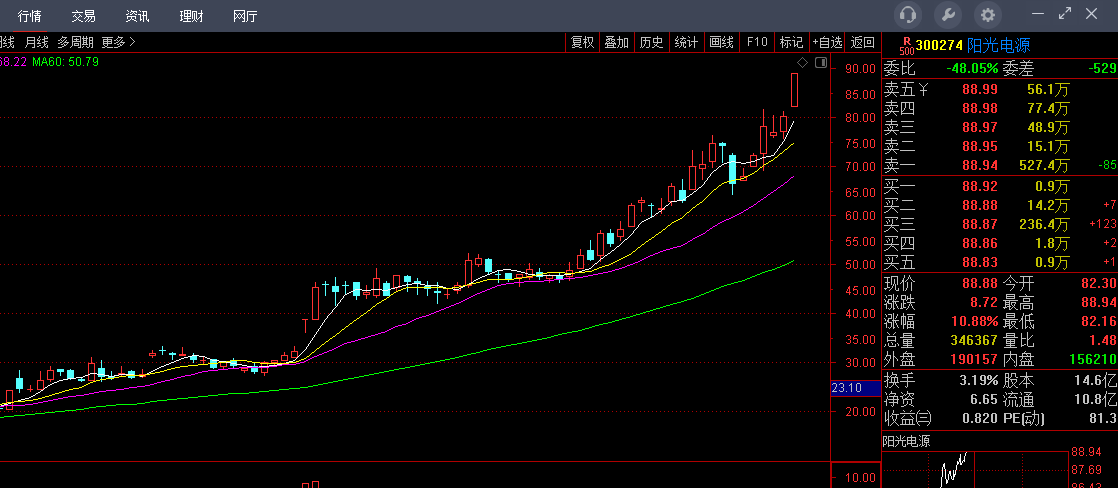 行情 交易 资讯 理财 网厅
线 月线 多周期 更多 >
复权 叠加 历史 统计 画线 F10 标记 +自选 返回
68.22 MA60: 50.79
90.00
85.00
80.00
75.00
70.00
65.00
60.00
55.00
50.00
45.00
40.00
35.00
30.00
23.10
20.00
10.00
R 500 300274 阳光电源
委比 -48.05% 委差 -529
卖五 ¥ 88.99 56.1万
卖四 88.98 77.4万
卖三 88.97 48.9万
卖二 88.95 15.1万
卖一 88.94 527.4万 -85
买一 88.92 0.9万
买二 88.88 14.2万 +7
买三 88.87 236.4万 +123
买四 88.86 1.8万 +2
买五 88.83 0.9万 +1
现价 88.88 今开 82.30
涨跌 8.72 最高 88.94
涨幅 10.88% 最低 82.16
总量 346367 量比 1.48
外盘 190157 内盘 156210
换手 3.19% 股本 14.6亿
净资 6.65 流通 10.8亿
收益㈢ 0.820 PE(动) 81.3
阳光电源
88.94
87.69
86.43